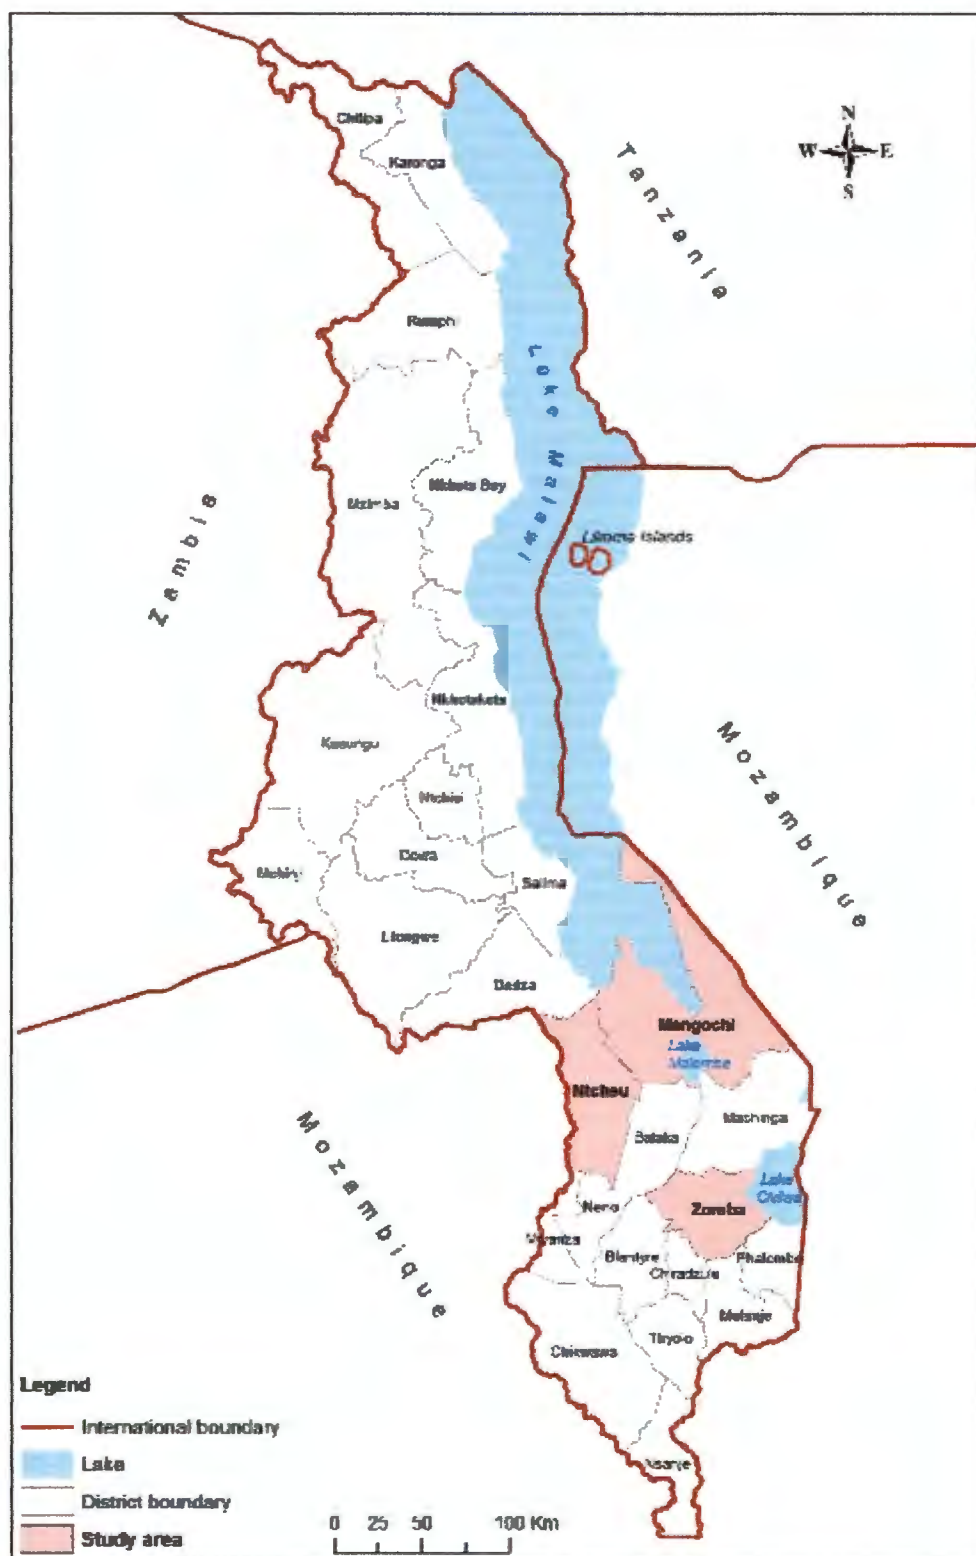 N
W E
S
Chitipa
Karonga
Tanzania
Rumphi
Lake Malawi
Mzimba
Nkhata Bay
Likoma Islands
Zambia
Nkhotakota
Kasungu
Mozambique
Ntchisi
Dowa
Mchinji
Salima
Lilongwe
Dedza
Mangochi
Lake
Malombe
Ntcheu
Machinga
Balaka
Mozambique
Lake
Chilwa
Neno
Zomba
Mwanza
Blantyre
Phalombe
Chiradzulu
Mulanje
Thyolo
Chikwawa
Legend
International boundary
Lake
Nsanje
District boundary
0 25 50 100 Km
Study area